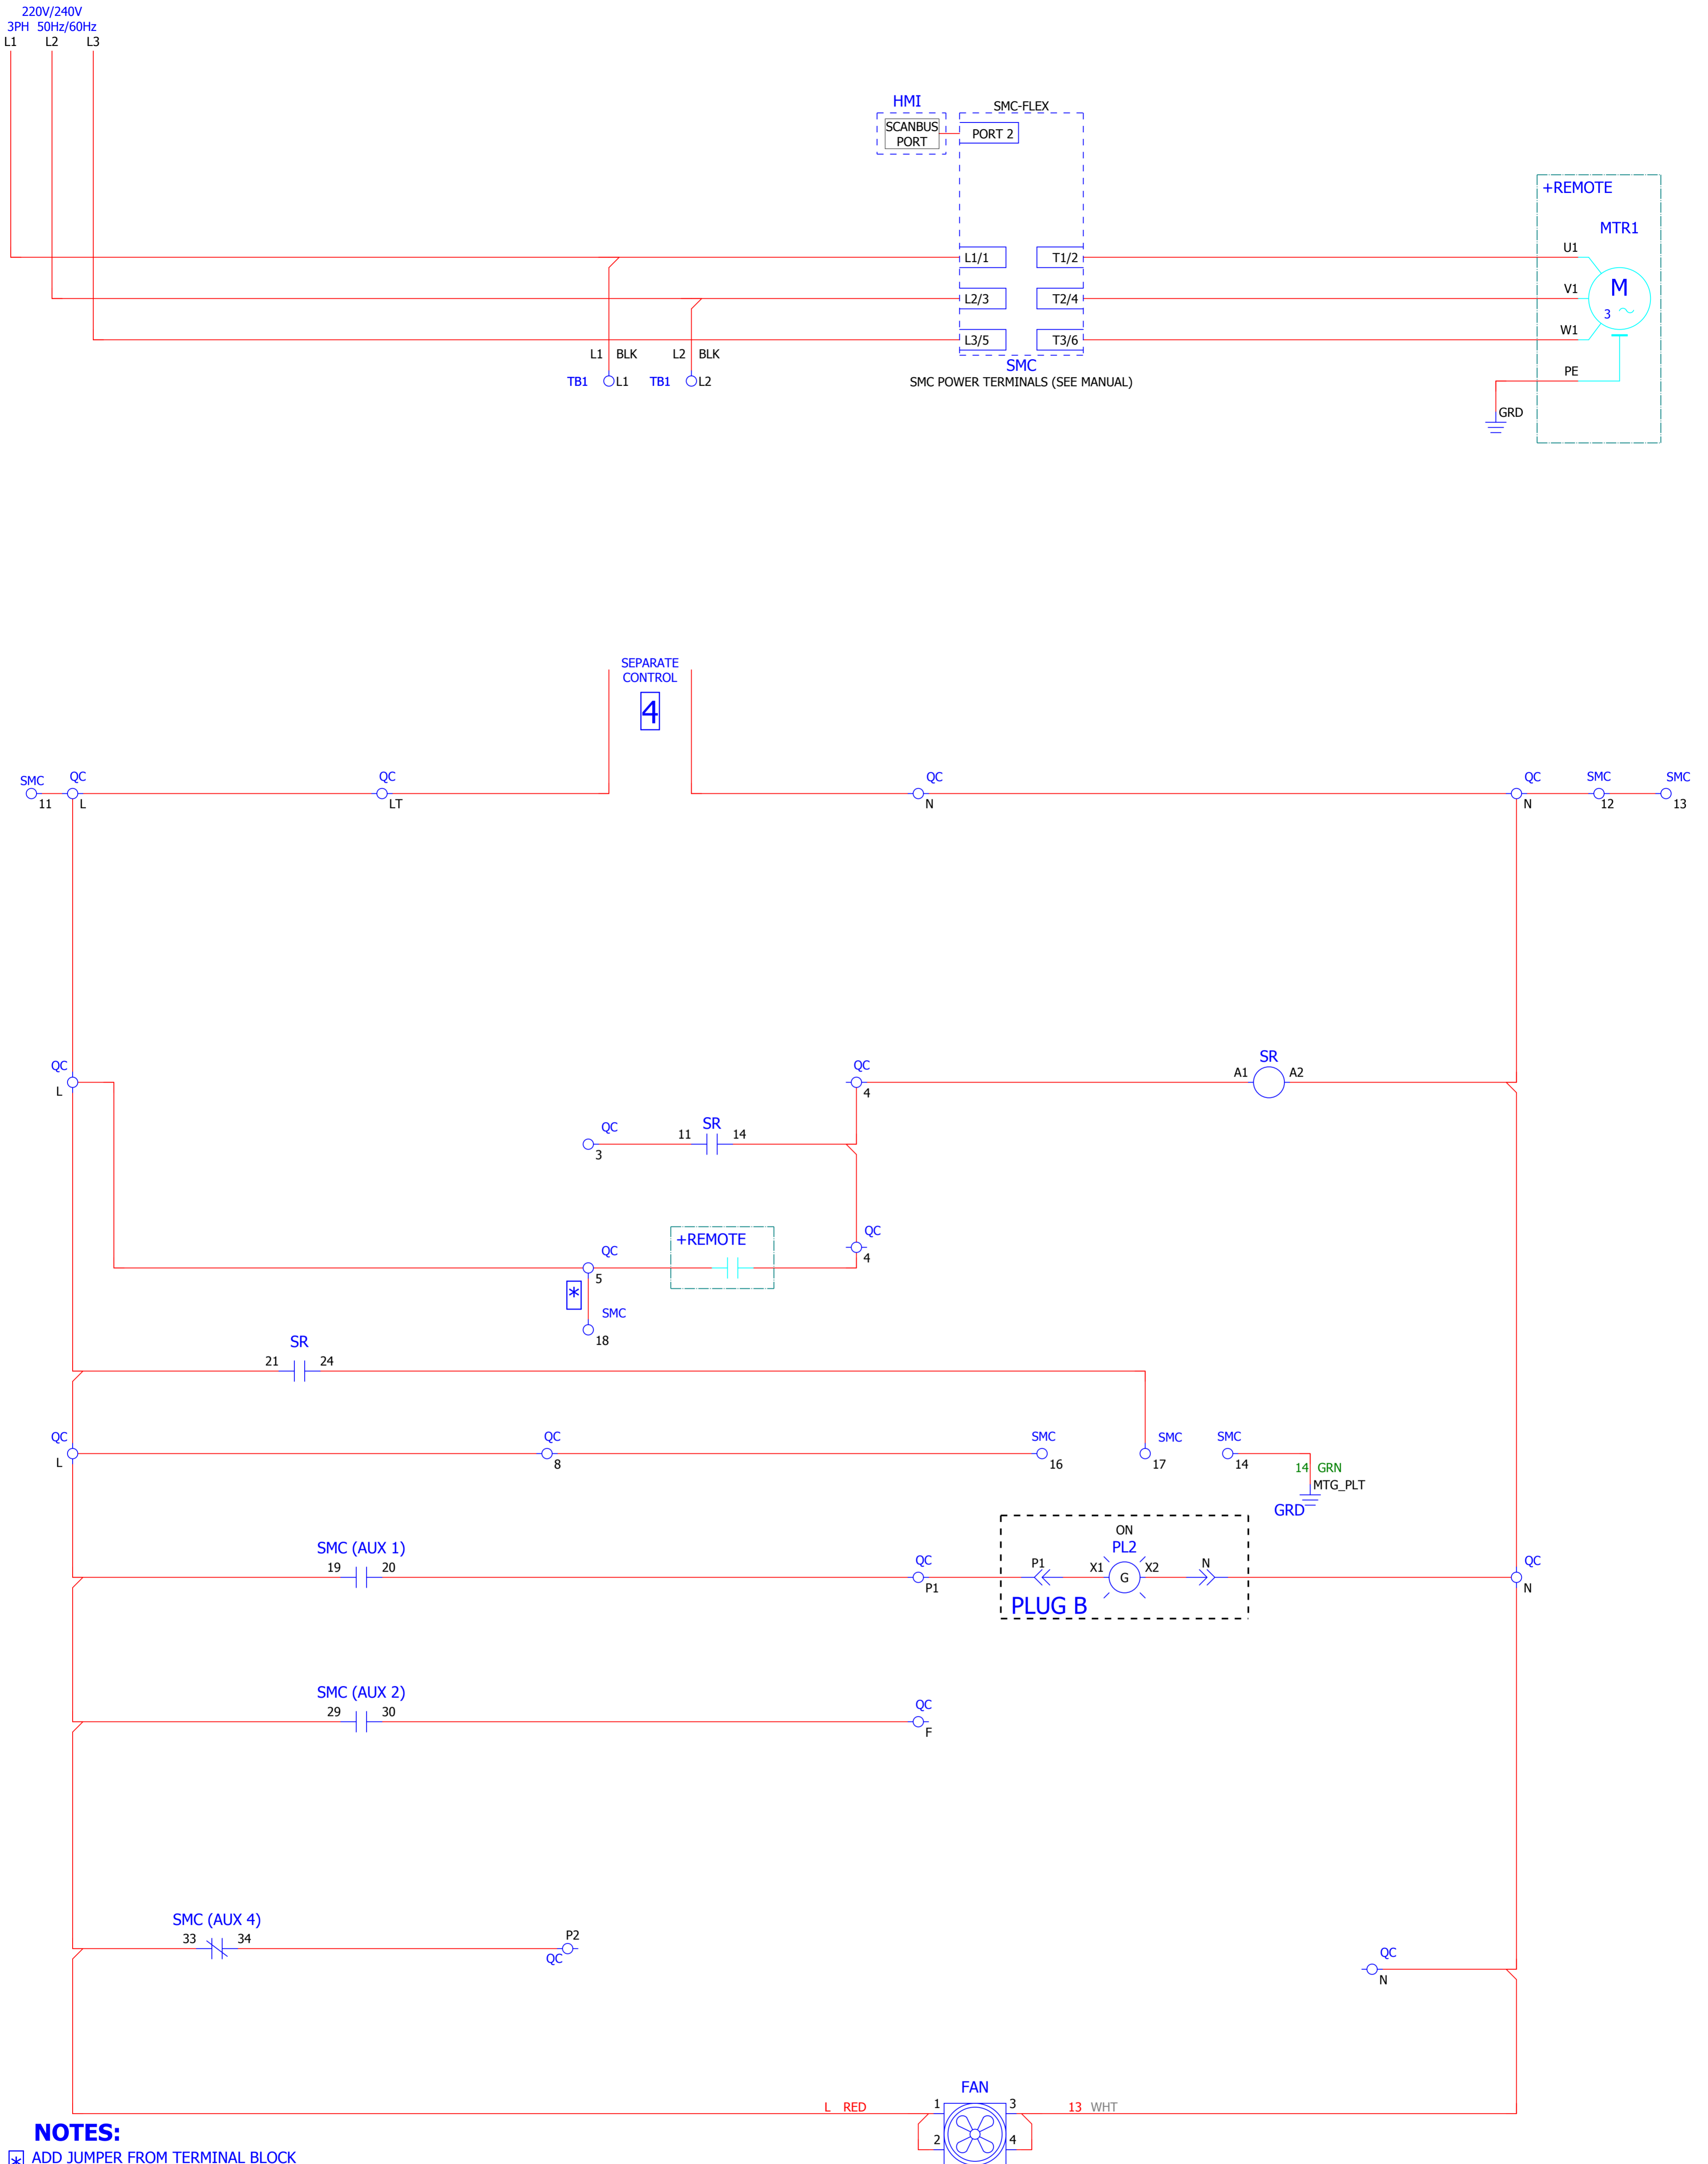 220V/240V
3PH 50Hz/60Hz
L1 L2 L3
HMI
SMC-FLEX
SCANBUS
PORT
PORT 2
+REMOTE
MTR1
U1
L1/1 T1/2
M
3
V1
L2/3 T2/4
W1
L3/5 T3/6
L1 BLK L2 BLK
SMC
PE
TB1 L1 TB1 L2
SMC POWER TERMINALS (SEE MANUAL)
GRD
SEPARATE
CONTROL
4
SMC QC QC QC QC SMC SMC
11 L LT N N 12 13
QC QC SR
L 4 A1 A2
QC SR
11 14
3
QC
4
+REMOTE
QC
5
*
SMC
18
SR
21 24
QC QC SMC SMC SMC
L 8 16 17 14
14 GRN
MTG_PLT
GRD
ON
SMC (AUX 1)
19 20
QC
P1
P1 X1 PL2 X2 N
G
PLUG B
QC
N
SMC (AUX 2)
29 30
QC
F
SMC (AUX 4)
33 34
P2
QC
QC
N
FAN
L RED 1 3 13 WHT
2 4
NOTES:
* ADD JUMPER FROM TERMINAL BLOCK